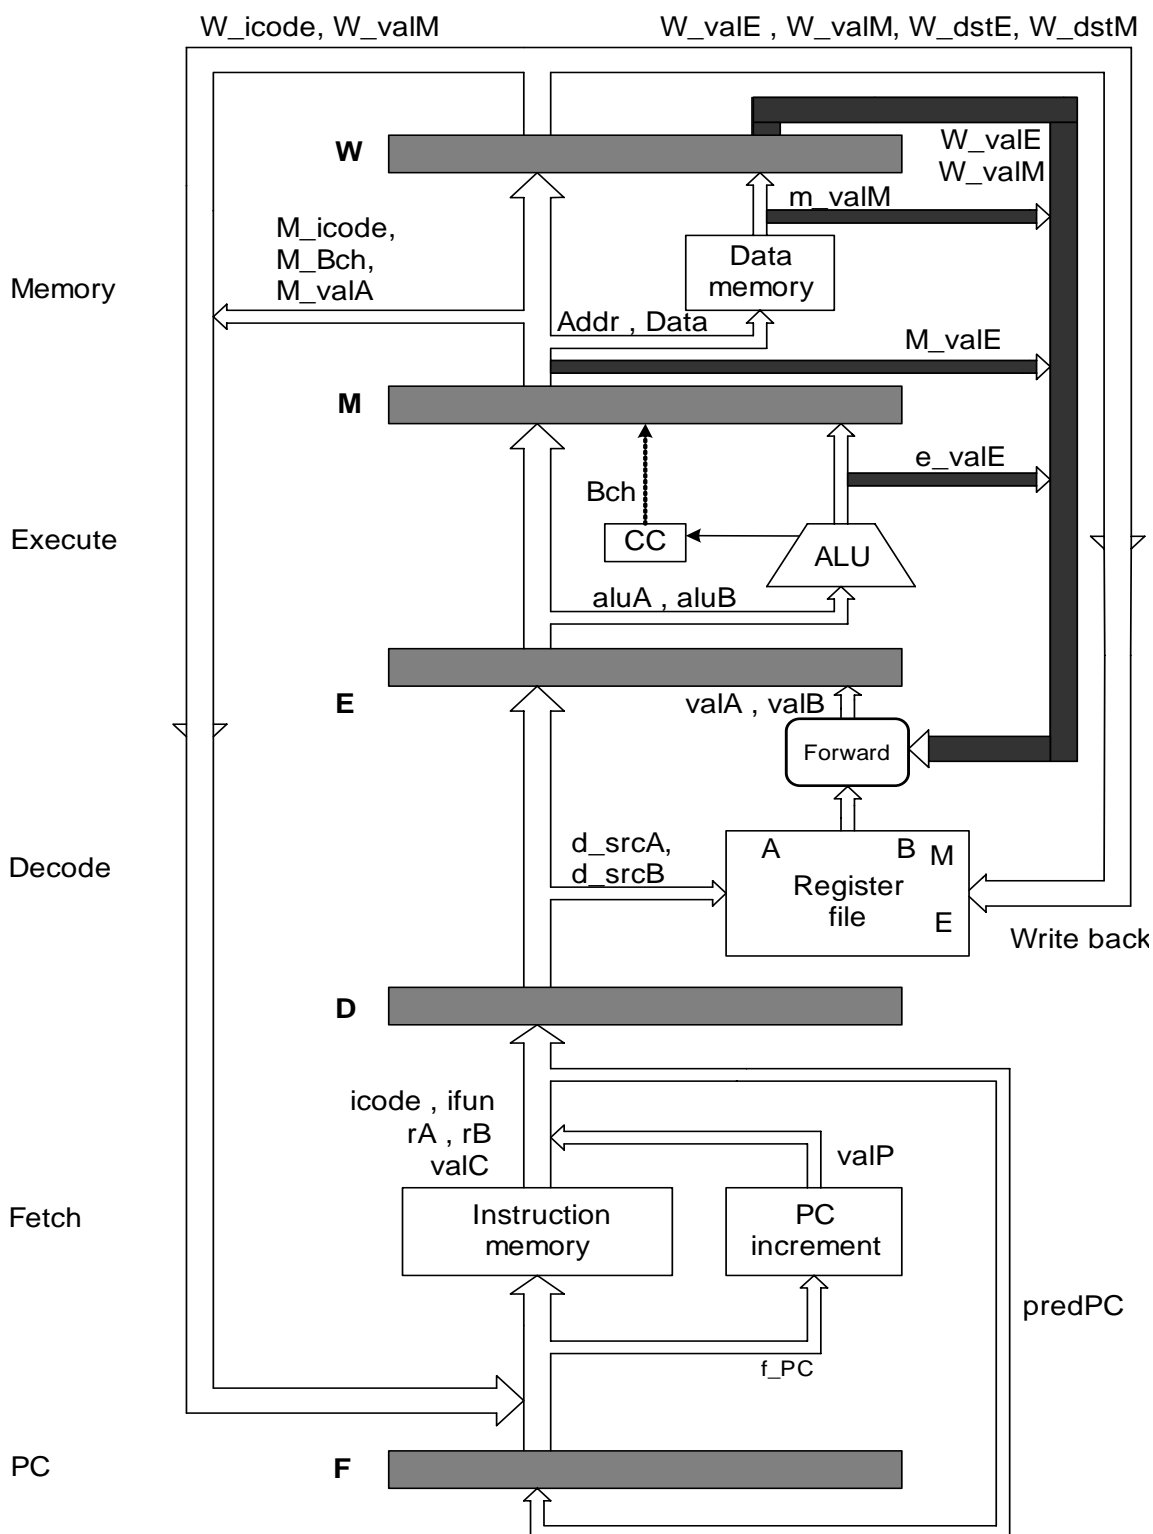 W_icode, W_valM
W_valE , W_valM, W_dstE, W_dstM
W
W_valE
W_valM
m_valM
M_icode,
M_Bch,
M_valA
Memory
Data
memory
Addr , Data
M_valE
M
e_valE
Bch
Execute
CC
ALU
aluA , aluB
E
valA , valB
Forward
d_srcA,
d_srcB
A
B
M
Decode
Register
file
E
Write back
D
icode , ifun
rA , rB
valC
valP
Fetch
Instruction
memory
PC
increment
predPC
f_PC
PC
F